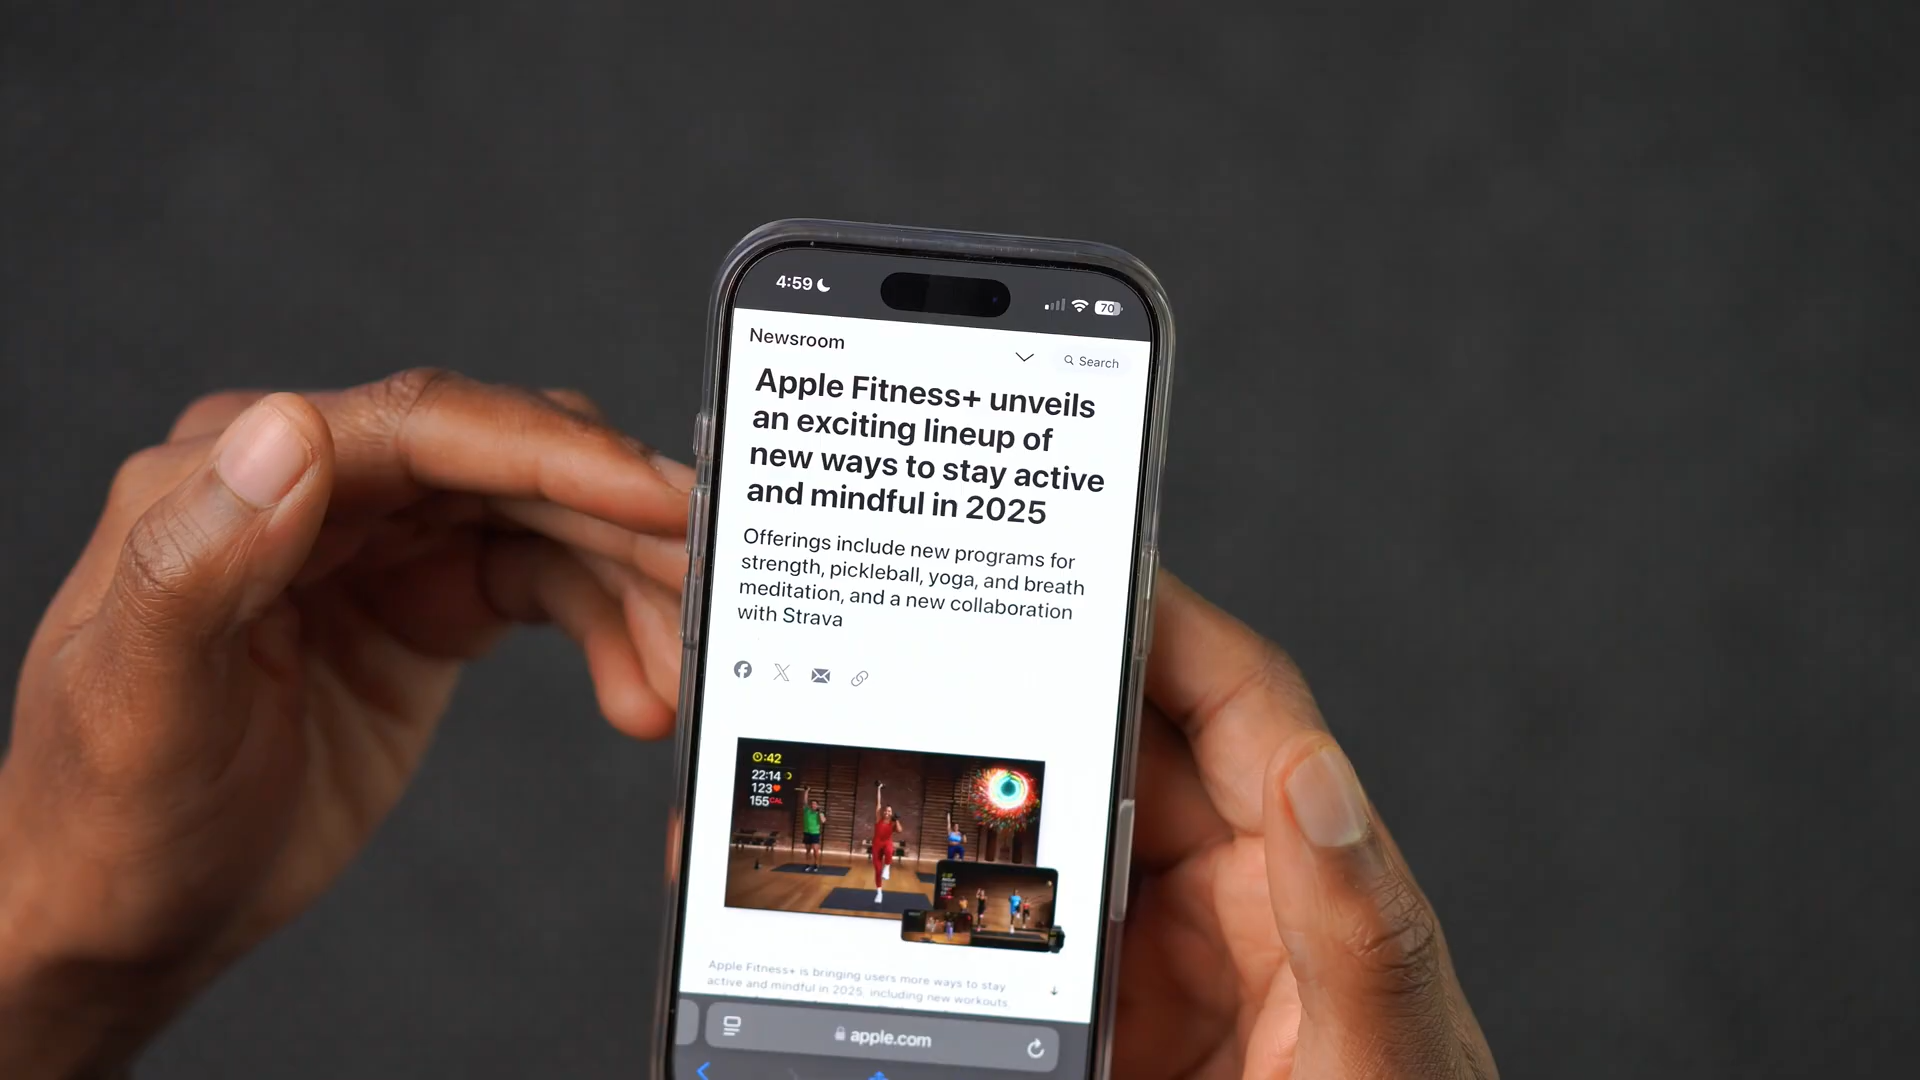 4:59
70
Newsroom
Search
Apple Fitness+ unveils
an exciting lineup of
new ways to stay active
and mindful in 2025
Offerings include new programs for
strength, pickleball, yoga, and breath
meditation, and a new collaboration
with Strava
:42
22:14
123
155CAL
Apple Fitness+ is bringing users more ways to stay
active and mindful in 2025, including new workouts,
apple.com